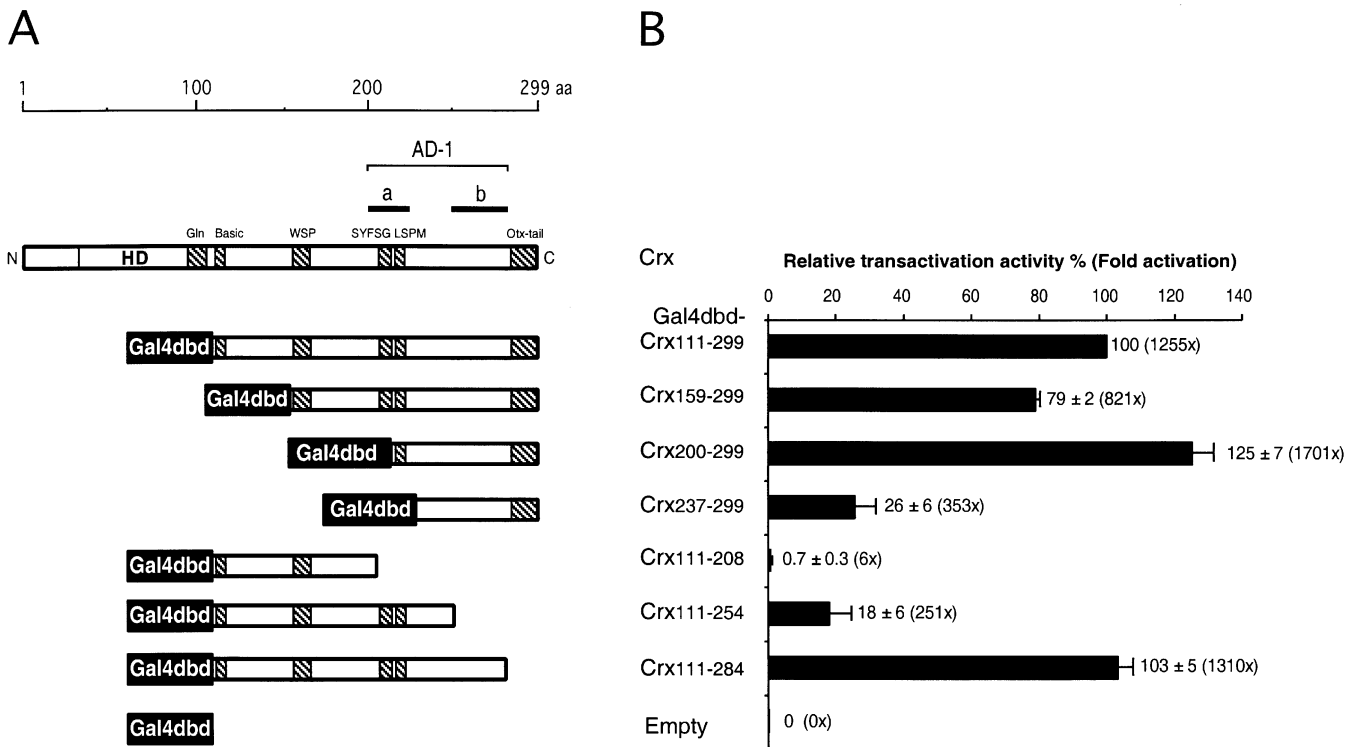 A
1 100 200 299 aa
AD-1
a b
Gln Basic WSP SYFSG LSPM Otx-tail
N HD C
Gal4dbd
Gal4dbd
Gal4dbd
Gal4dbd
Gal4dbd
Gal4dbd
Gal4dbd
Gal4dbd
B
Crx Relative transactivation activity % (Fold activation)
0 20 40 60 80 100 120 140
Gal4dbd-
Crx111-299 100 (1255x)
Crx159-299 79 ± 2 (821x)
Crx200-299 125 ± 7 (1701x)
Crx237-299 26 ± 6 (353x)
Crx111-208 0.7 ± 0.3 (6x)
Crx111-254 18 ± 6 (251x)
Crx111-284 103 ± 5 (1310x)
Empty 0 (0x)